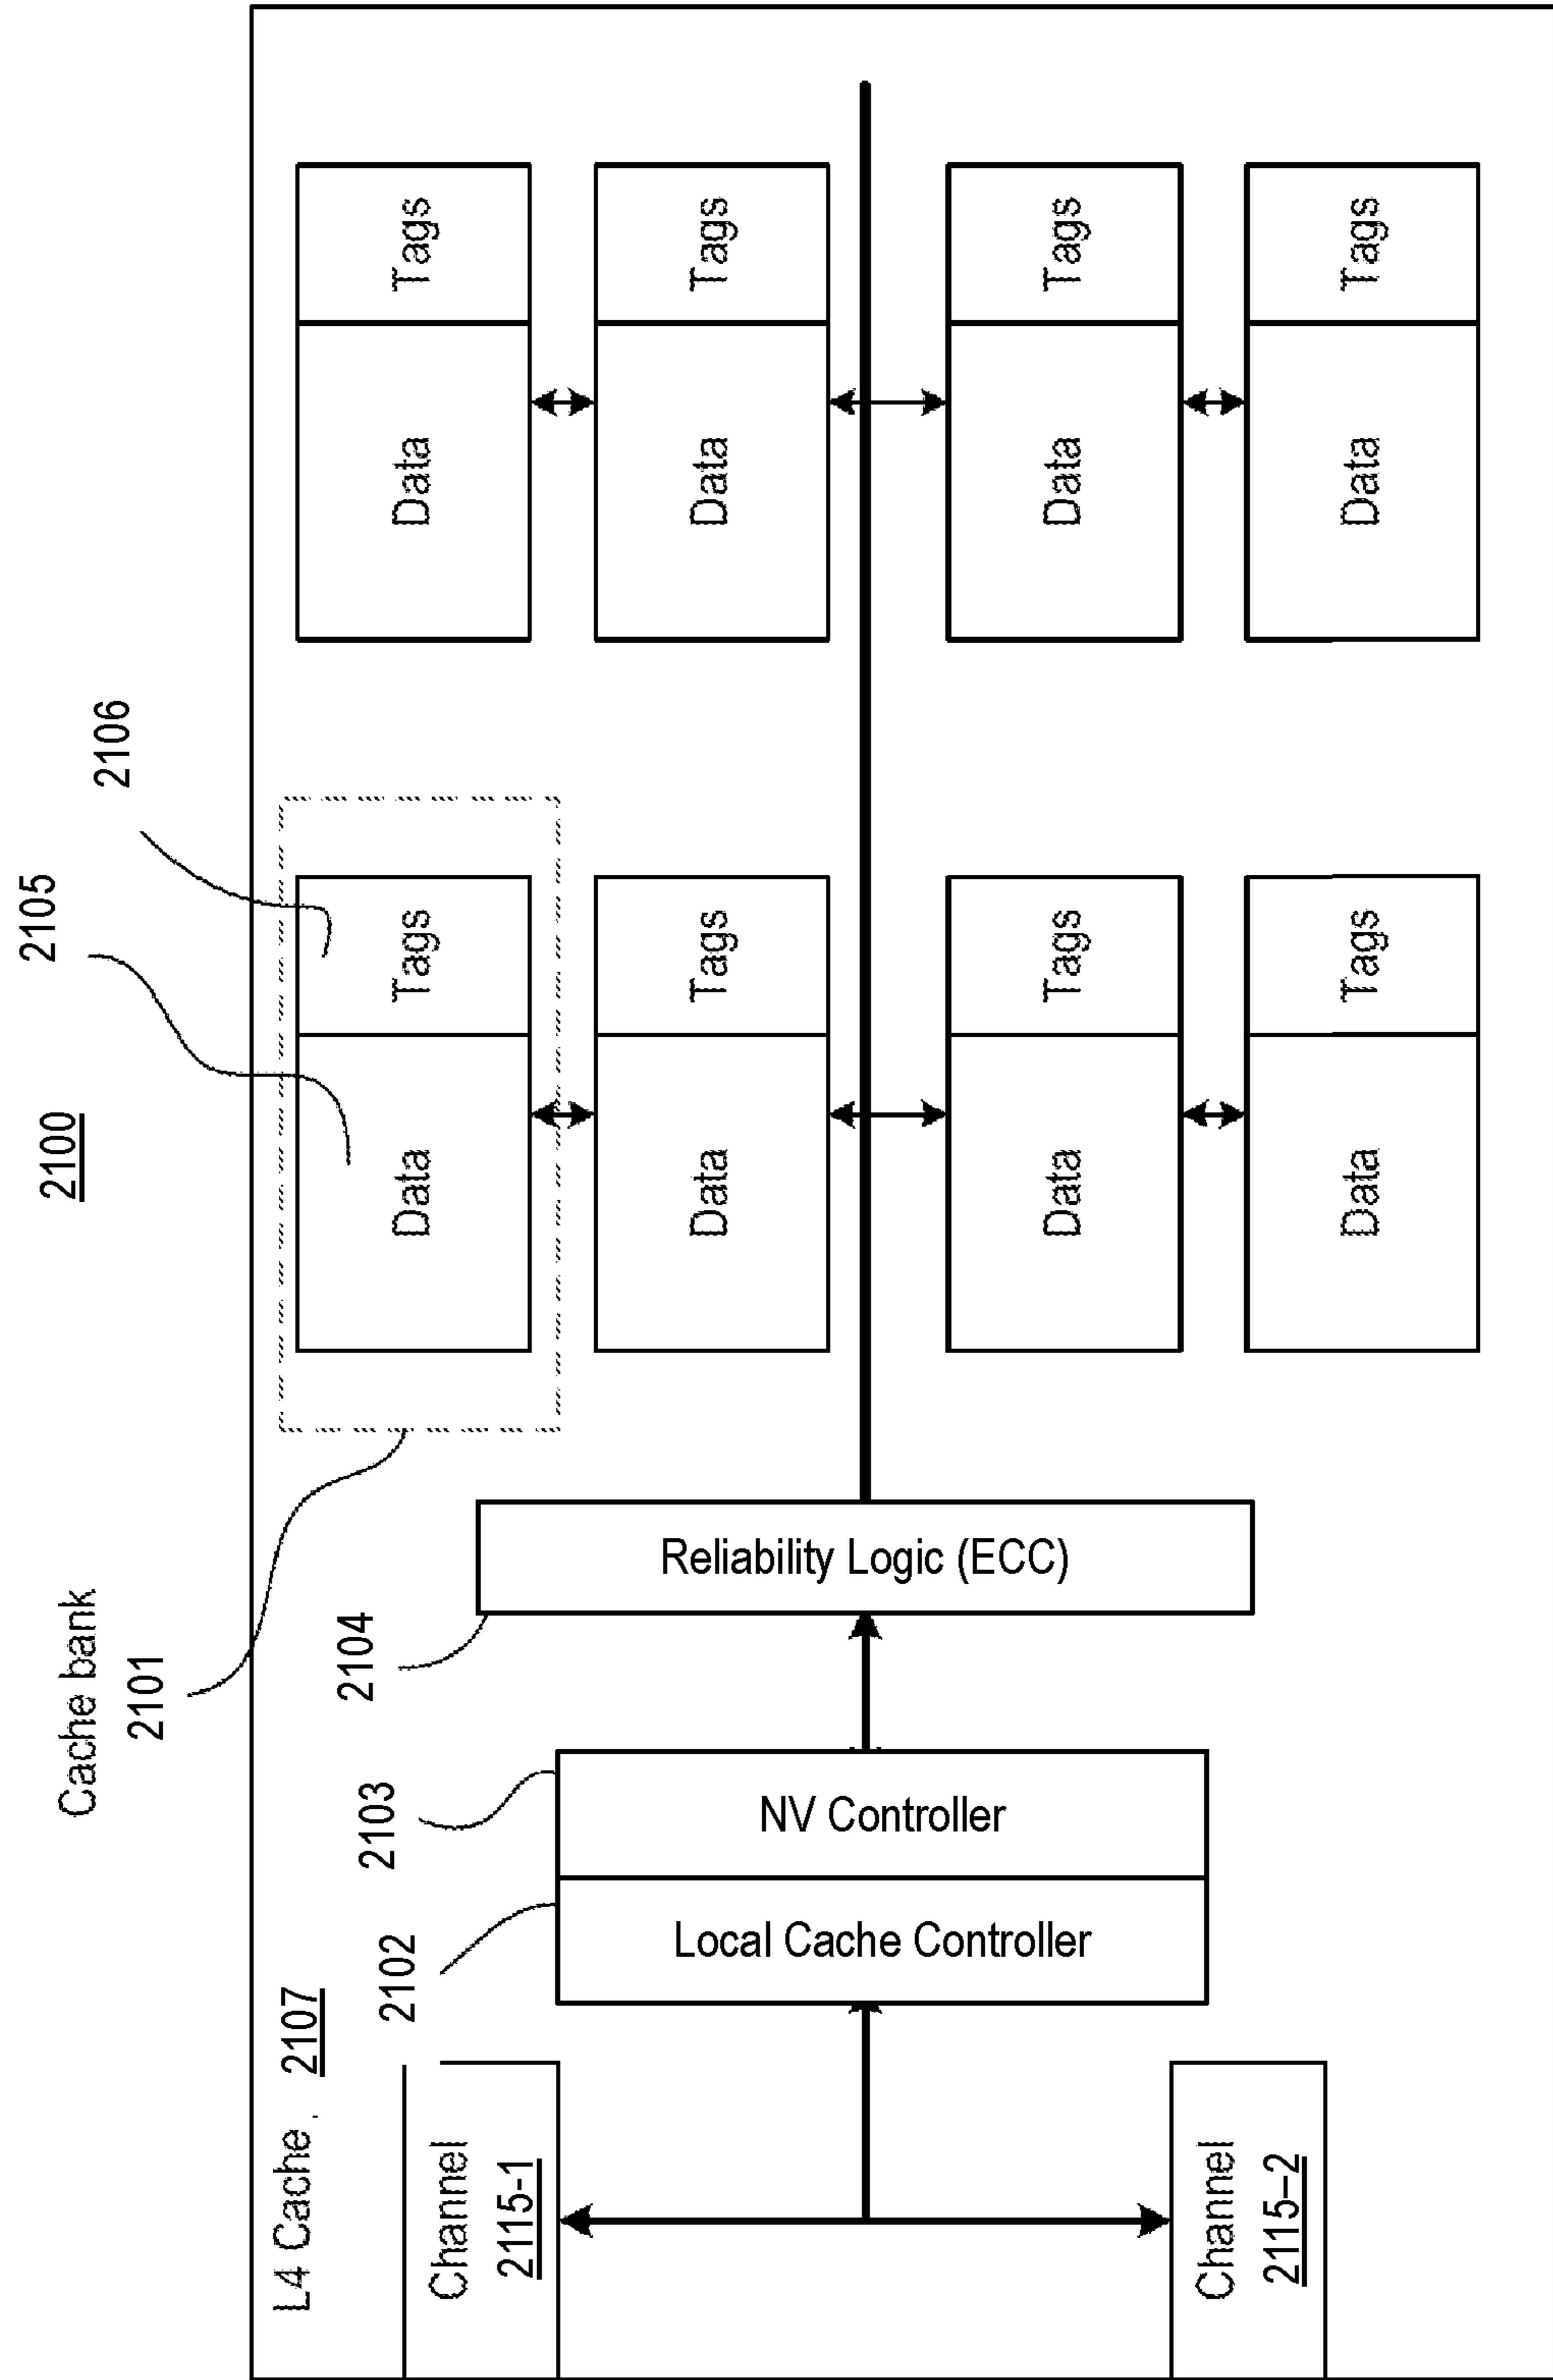 2100
Cache bank
2101
2105
2106
L4 Cache
2107
2102
2103
2104
Channel
2115-1
Channel
2115-2
Local Cache Controller
NV Controller
Reliability Logic (ECC)
Data
Tags
Data
Tags
Data
Tags
Data
Tags
Data
Tags
Data
Tags
Data
Tags
Data
Tags